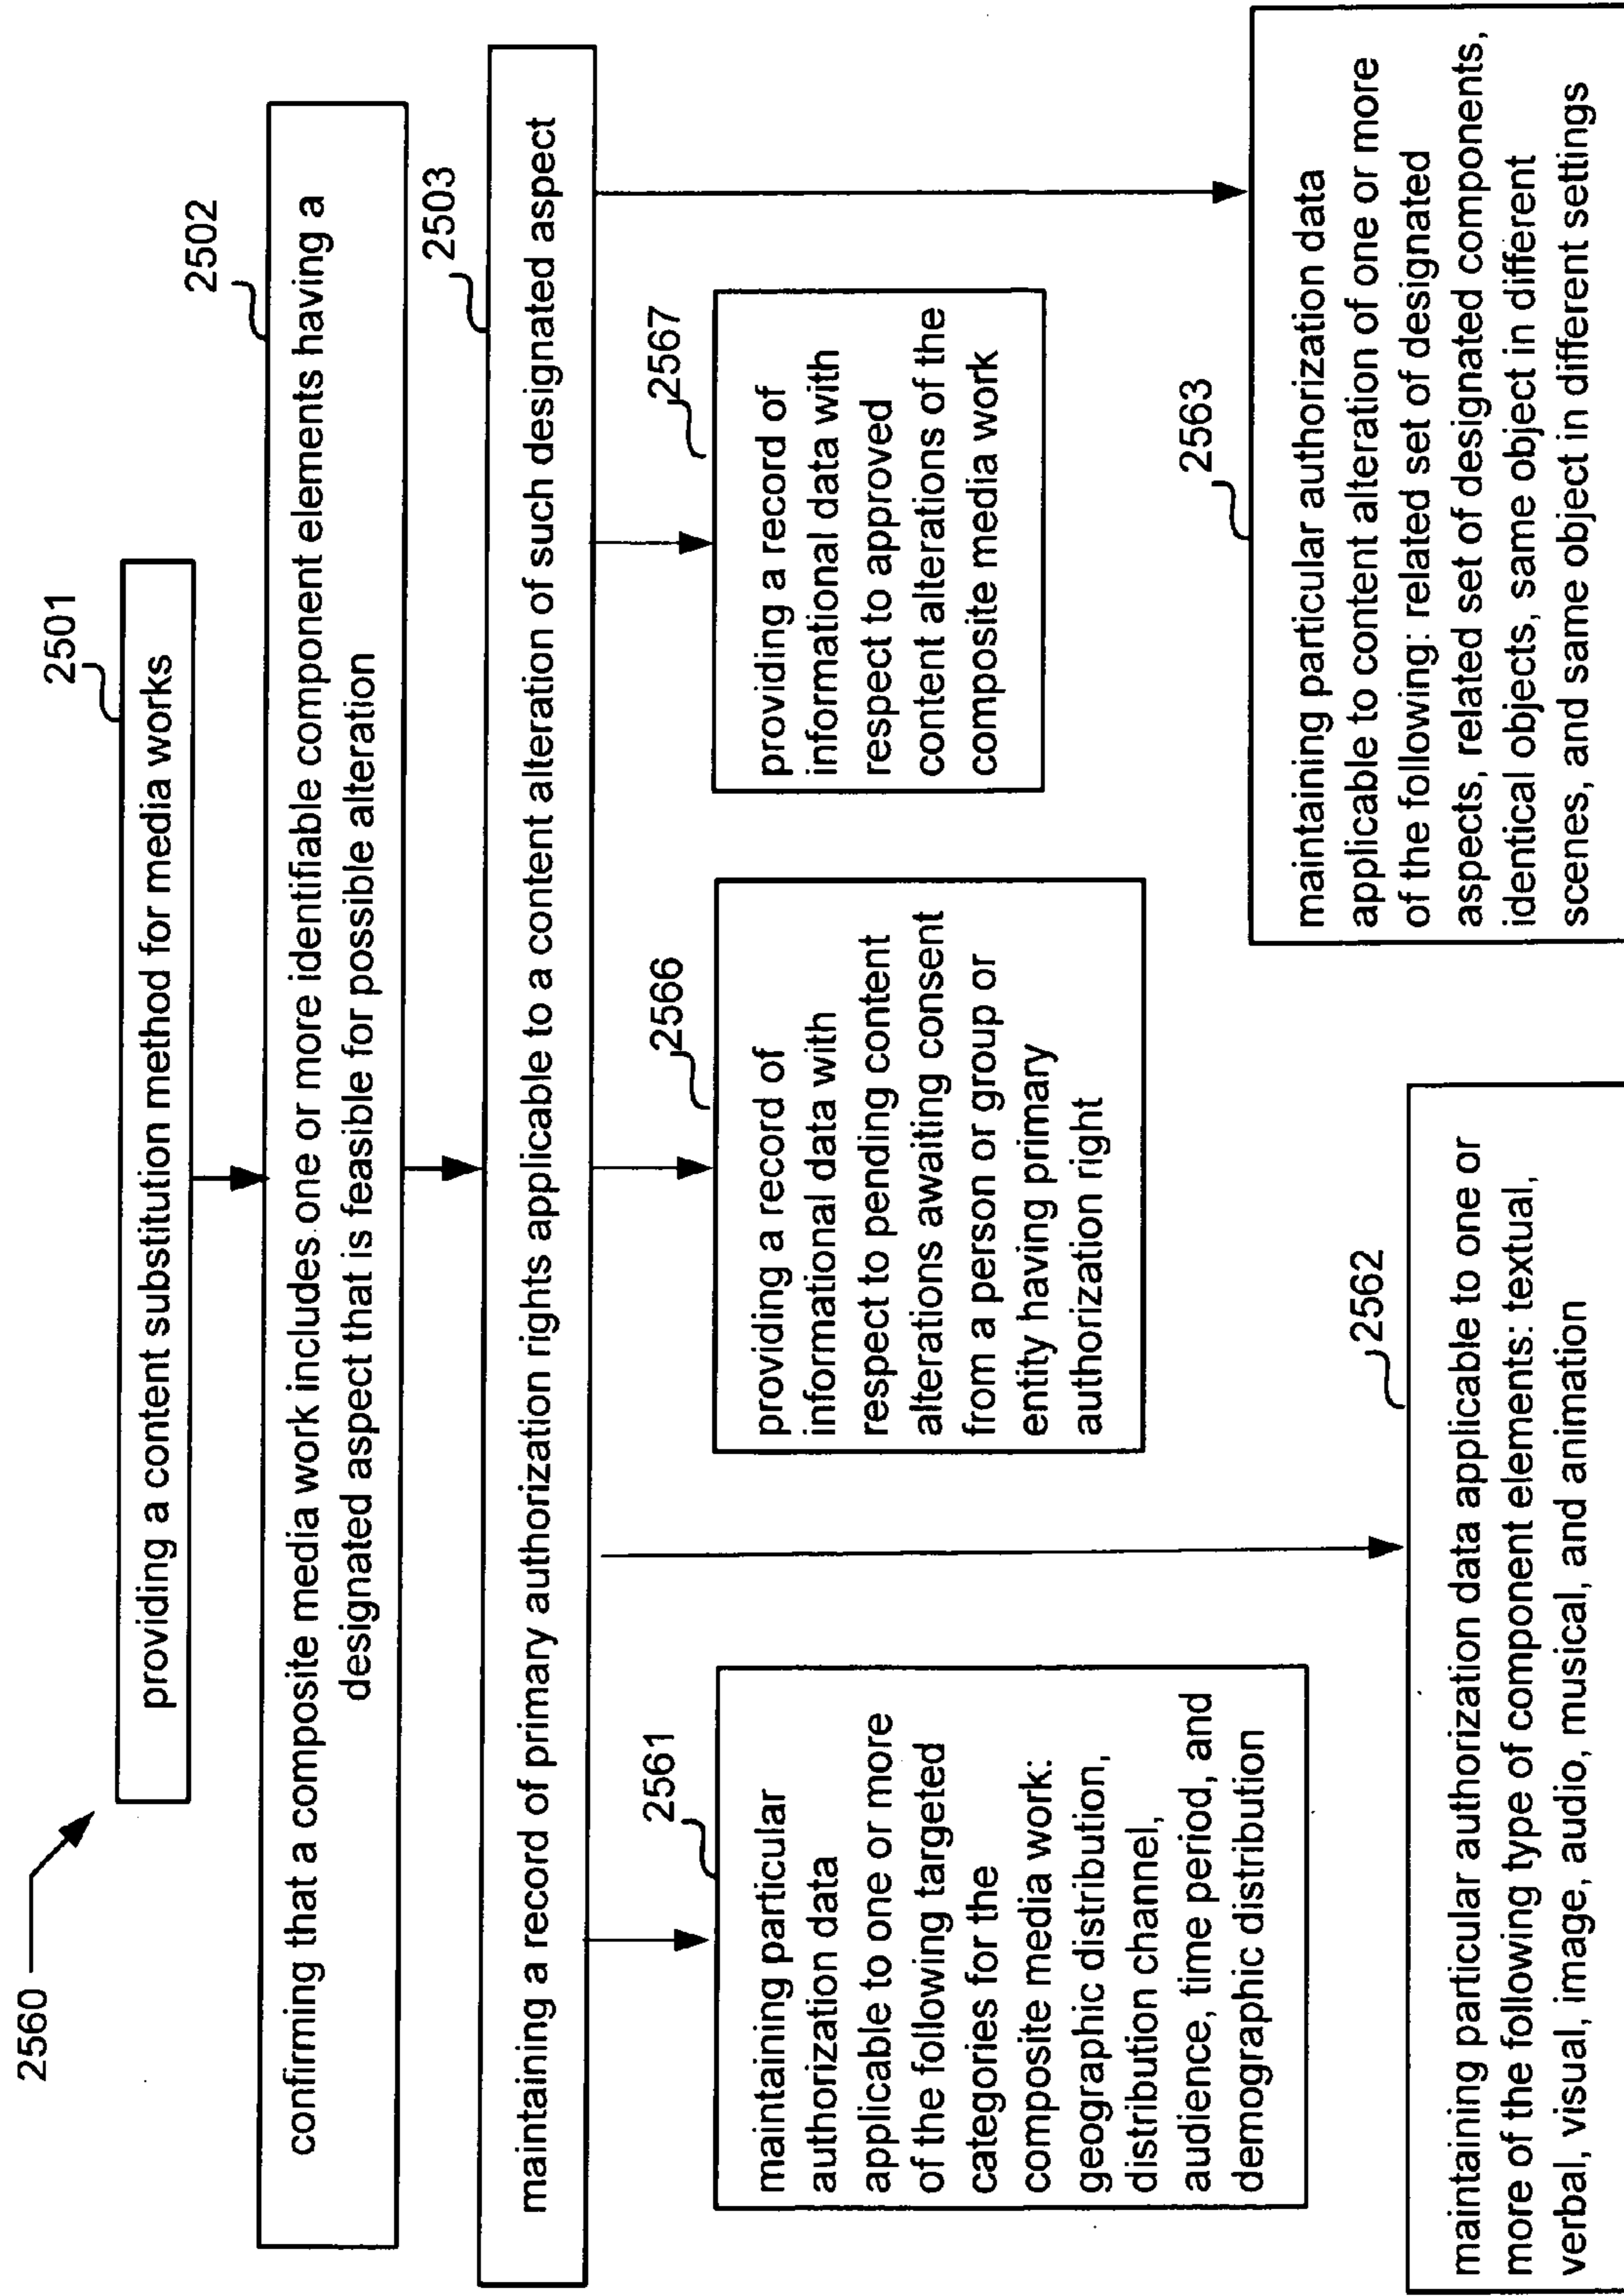 2560
2501
providing a content substitution method for media works
2502
confirming that a composite media work includes one or more identifiable component elements having a
designated aspect that is feasible for possible alteration
2503
maintaining a record of primary authorization rights applicable to a content alteration of such designated aspect
2561
maintaining particular
authorization data
applicable to one or more
of the following targeted
categories for the
composite media work:
geographic distribution,
distribution channel,
audience, time period, and
demographic distribution
2566
providing a record of
informational data with
respect to pending content
alterations awaiting consent
from a person or group or
entity having primary
authorization right
2567
providing a record of
informational data with
respect to approved
content alterations of the
composite media work
2562
maintaining particular authorization data applicable to one or
more of the following type of component elements: textual,
verbal, visual, image, audio, musical, and animation
2563
maintaining particular authorization data
applicable to content alteration of one or more
of the following: related set of designated
aspects, related set of designated components,
identical objects, same object in different
scenes, and same object in different settings